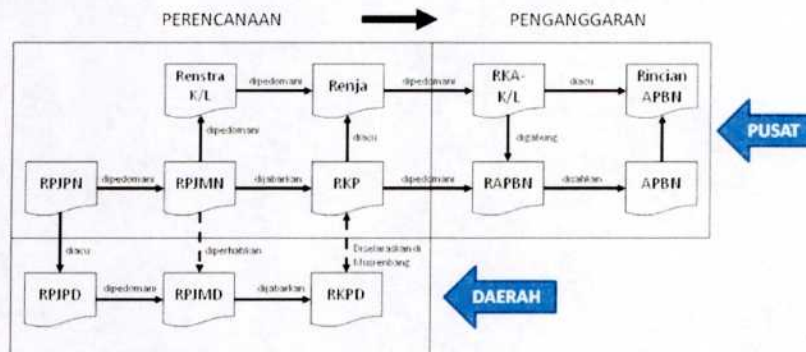 PERENCANAAN
PENGANGGARAN
Renstra
K/L
dipedomani
Renja
dipedomani
RKA-
K/L
diacu
Rincian
APBN
dipedomani
diacu
digabung
PUSAT
RPJPN
dipedomani
RPJMN
dijabarkan
RKP
dipedomani
RAPBN
disahkan
APBN
diacu
diperhatikan
Diselaraskan di
Musrenbang
RPJPD
dipedomani
RPJMD
dijabarkan
RKPD
DAERAH